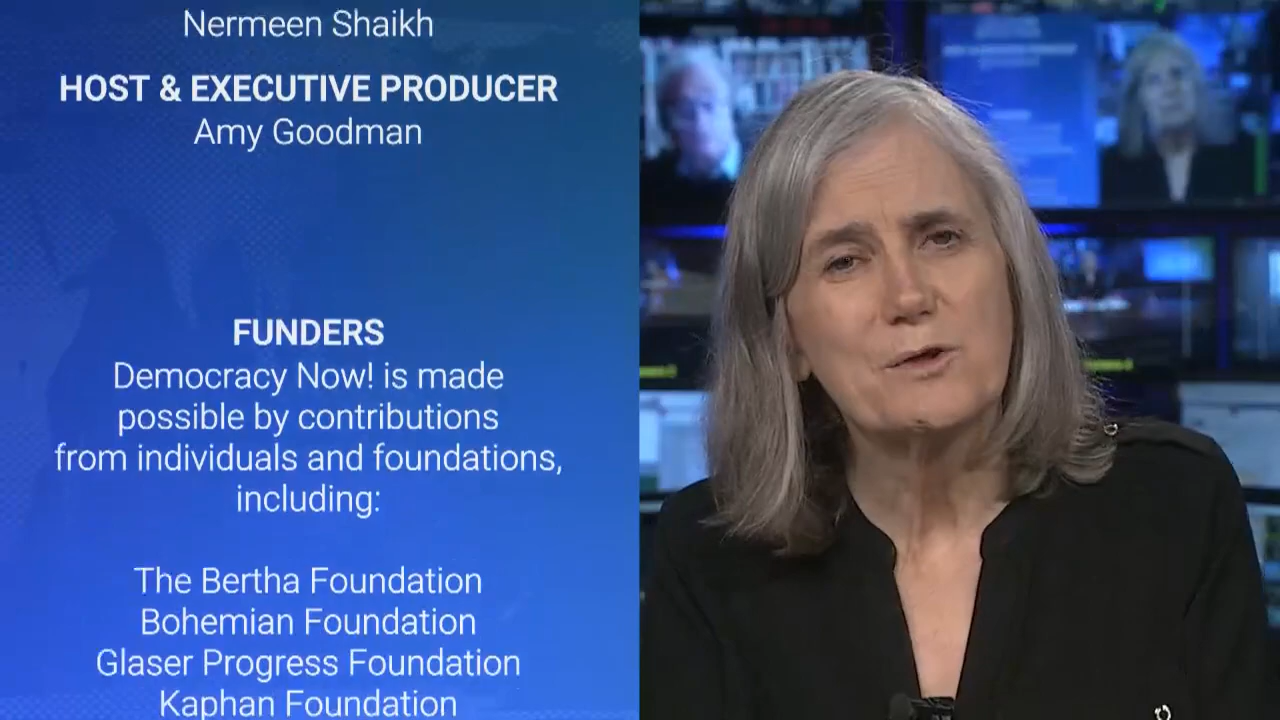 Nermeen Shaikh
HOST & EXECUTIVE PRODUCER
Amy Goodman
FUNDERS
Democracy Now! is made
possible by contributions
from individuals and foundations,
including:
The Bertha Foundation
Bohemian Foundation
Glaser Progress Foundation
Kaphan Foundation